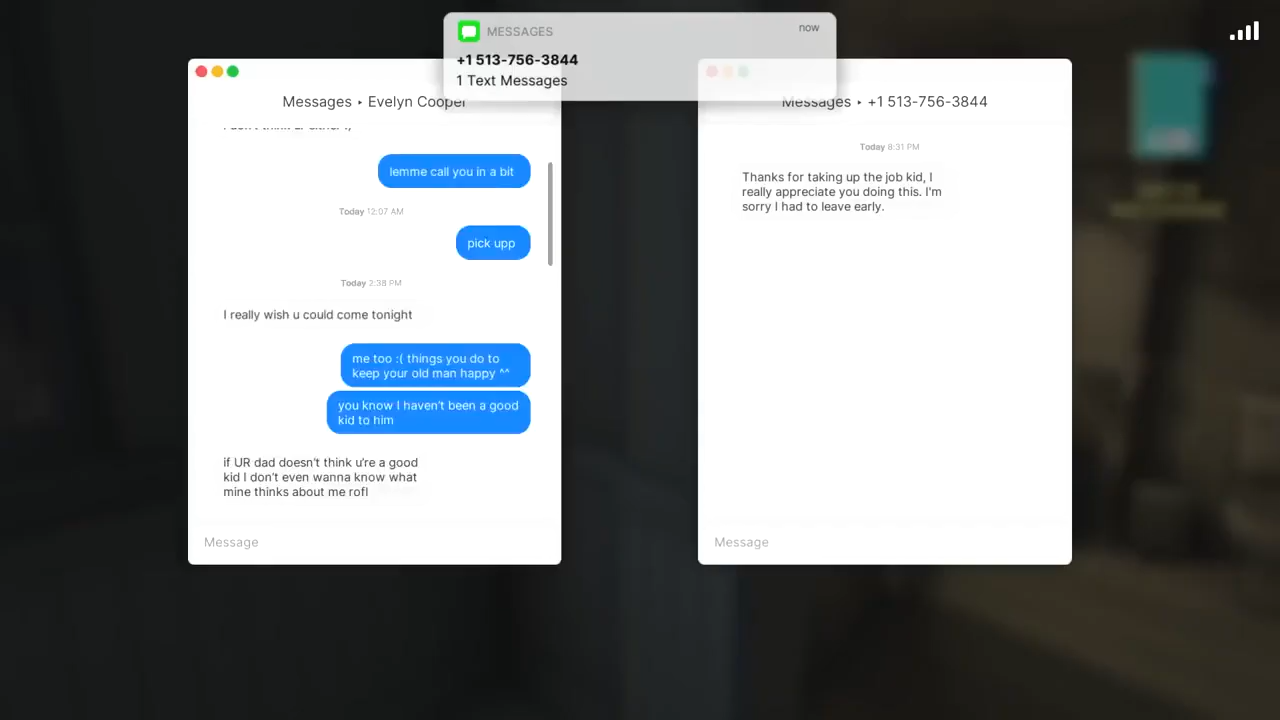 MESSAGES
now
+1 513-756-3844
1 Text Messages
Messages ‣ Evelyn Cooper
lemme call you in a bit
Today 12:07 AM
pick upp
Today 2:38 PM
I really wish u could come tonight
me too :( things you do to
keep your old man happy ^^
you know I haven't been a good
kid to him
if UR dad doesn't think u're a good
kid I don't even wanna know what
mine thinks about me rofl
Message
Messages ‣ +1 513-756-3844
Today 8:31 PM
Thanks for taking up the job kid, I
really appreciate you doing this. I'm
sorry I had to leave early.
Message